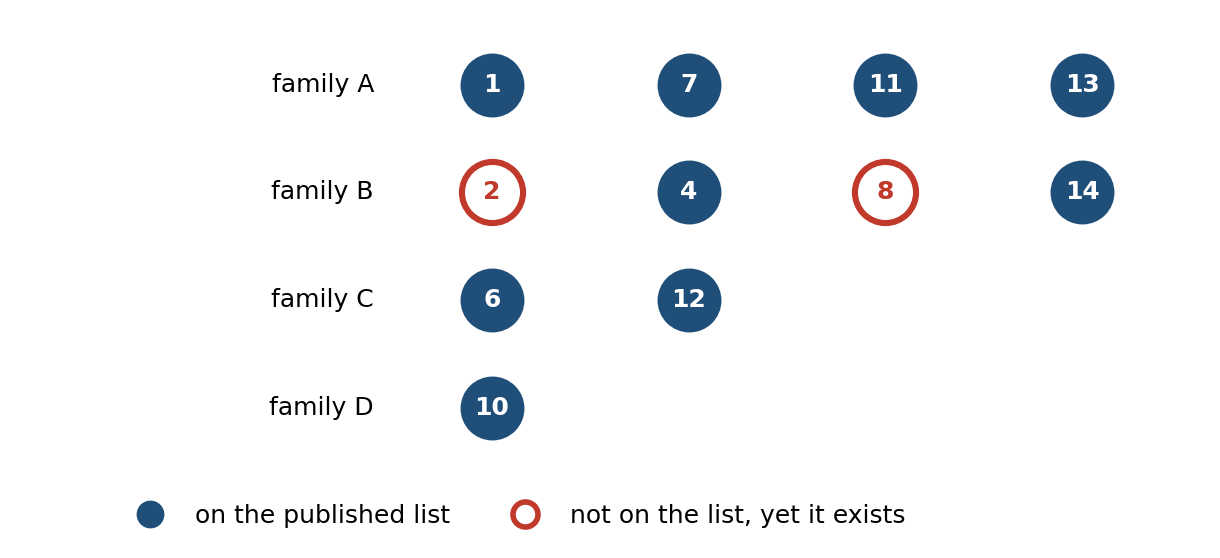 family A 1 7 11 13
family B 2 4 8 14
family C 6 12
family D 10
on the published list not on the list, yet it exists